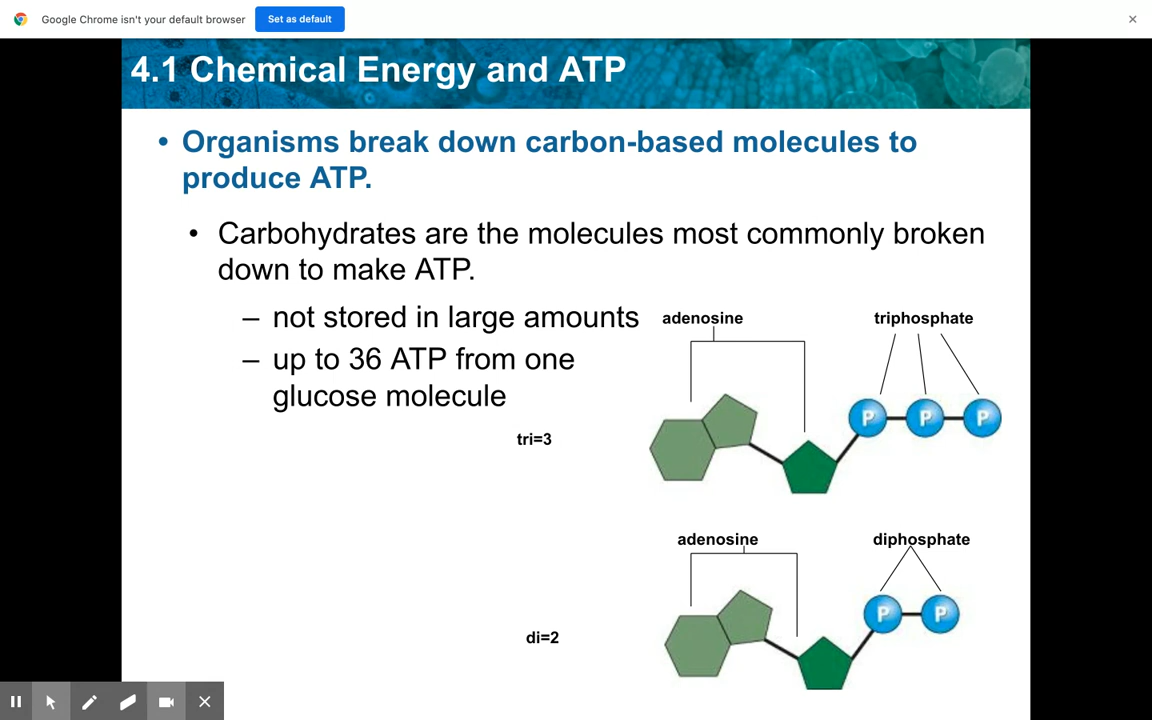 Google Chrome isn't your default browser
Set as default
4.1 Chemical Energy and ATP
• Organisms break down carbon-based molecules to
produce ATP.
• Carbohydrates are the molecules most commonly broken
down to make ATP.
– not stored in large amounts
– up to 36 ATP from one
glucose molecule
adenosine
triphosphate
P P P
tri=3
adenosine
diphosphate
P P
di=2